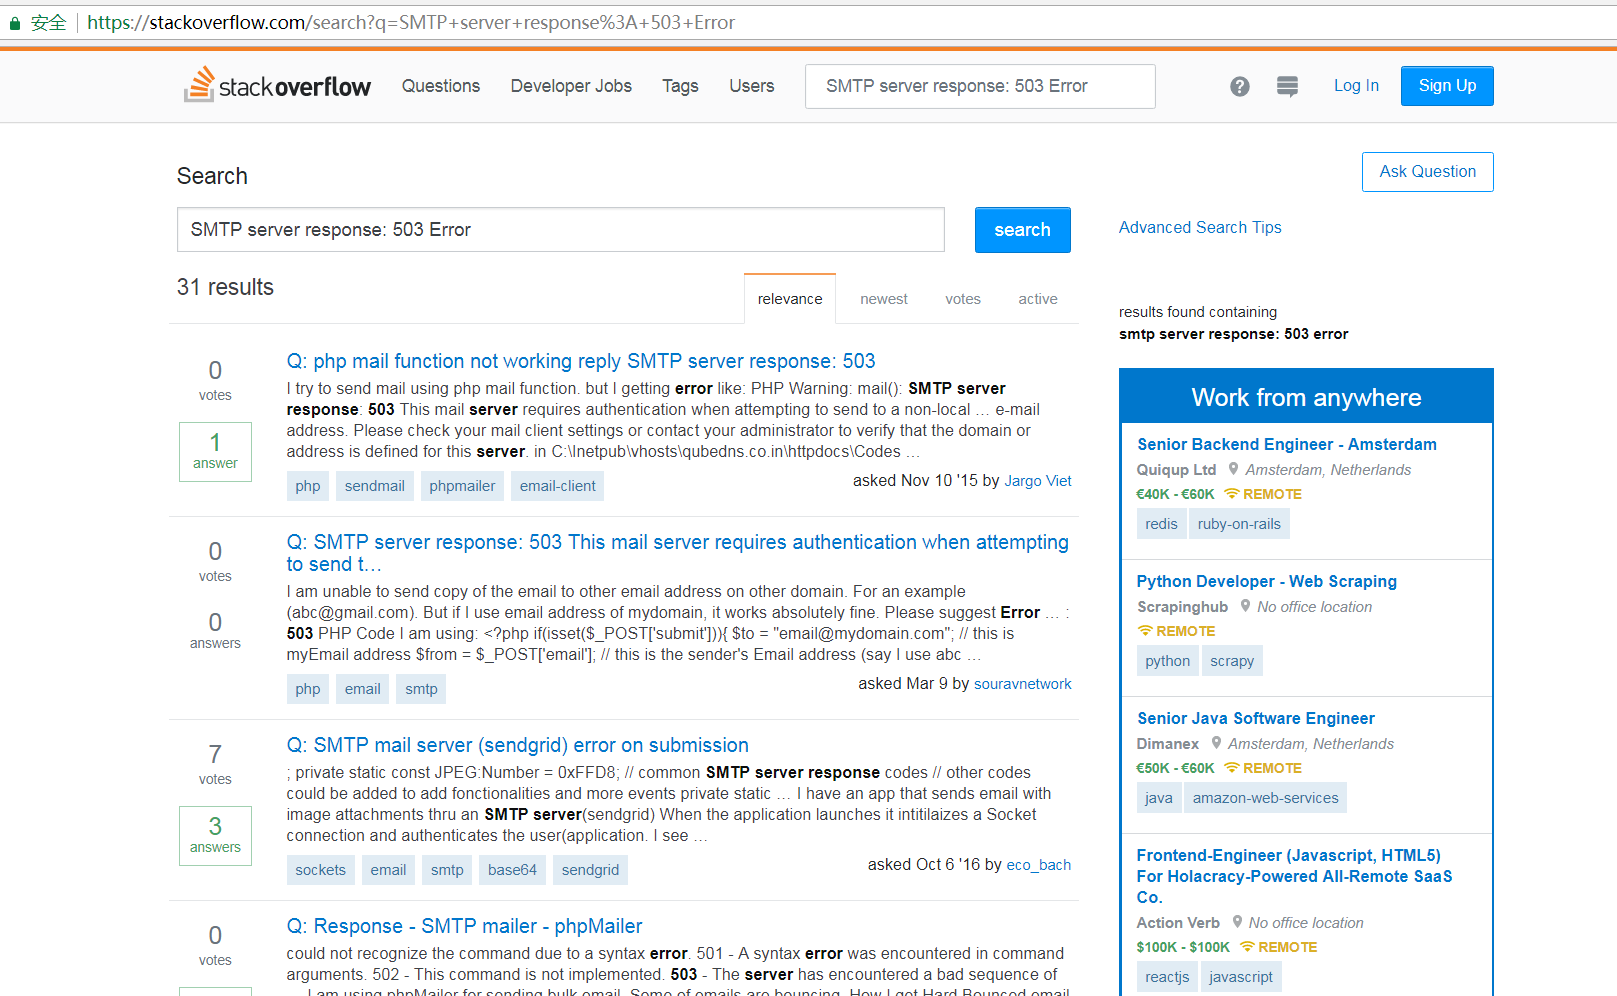 安全 https://stackoverflow.com/search?q=SMTP+server+response%3A+503+Error
stackoverflow Questions Developer Jobs Tags Users SMTP server response: 503 Error Log In Sign Up
Search
Ask Question
SMTP server response: 503 Error search
Advanced Search Tips
31 results
relevance newest votes active
results found containing
smtp server response: 503 error
0
votes
1
answer
Q: php mail function not working reply SMTP server response: 503
I try to send mail using php mail function. but I getting error like: PHP Warning: mail(): SMTP server
response: 503 This mail server requires authentication when attempting to send to a non-local ... e-mail
address. Please check your mail client settings or contact your administrator to verify that the domain or
address is defined for this server. in C:\Inetpub\vhosts\qubedns.co.in\httpdocs\Codes ...
php sendmail phpmailer email-client
asked Nov 10 '15 by Jargo Viet
0
votes
0
answers
Q: SMTP server response: 503 This mail server requires authentication when attempting
to send t...
I am unable to send copy of the email to other email address on other domain. For an example
(abc@gmail.com). But if I use email address of mydomain, it works absolutely fine. Please suggest Error ... :
503 PHP Code I am using: <?php if(isset($_POST['submit'])){ $to = "email@mydomain.com"; // this is
myEmail address $from = $_POST['email']; // this is the sender's Email address (say I use abc ...
php email smtp
asked Mar 9 by souravnetwork
7
votes
3
answers
Q: SMTP mail server (sendgrid) error on submission
; private static const JPEG:Number = 0xFFD8; // common SMTP server response codes // other codes
could be added to add fonctionalities and more events private static ... I have an app that sends email with
image attachments thru an SMTP server(sendgrid) When the application launches it intitilaizes a Socket
connection and authenticates the user(application. I see ...
sockets email smtp base64 sendgrid
asked Oct 6 '16 by eco_bach
0
votes
Q: Response - SMTP mailer - phpMailer
could not recognize the command due to a syntax error. 501 - A syntax error was encountered in command
arguments. 502 - This command is not implemented. 503 - The server has encountered a bad sequence of
... I am using phpMailer for sending bulk email. Some of emails are bouncing. How I get Hard Bounced email
Work from anywhere
Senior Backend Engineer - Amsterdam
Quiqup Ltd Amsterdam, Netherlands
€40K - €60K REMOTE
redis ruby-on-rails
Python Developer - Web Scraping
Scrapinghub No office location
REMOTE
python scrapy
Senior Java Software Engineer
Dimanex Amsterdam, Netherlands
€50K - €60K REMOTE
java amazon-web-services
Frontend-Engineer (Javascript, HTML5)
For Holacracy-Powered All-Remote SaaS
Co.
Action Verb No office location
$100K - $100K REMOTE
reactjs javascript